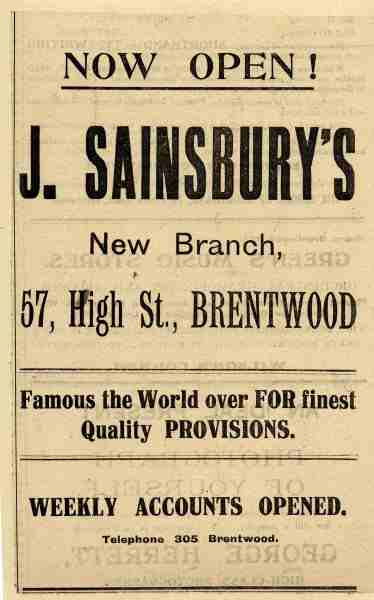 NOW OPEN!
J. SAINSBURY'S
New Branch,
57, High St., BRENTWOOD
Famous the World over FOR finest
Quality PROVISIONS.
WEEKLY ACCOUNTS OPENED.
Telephone 305 Brentwood.